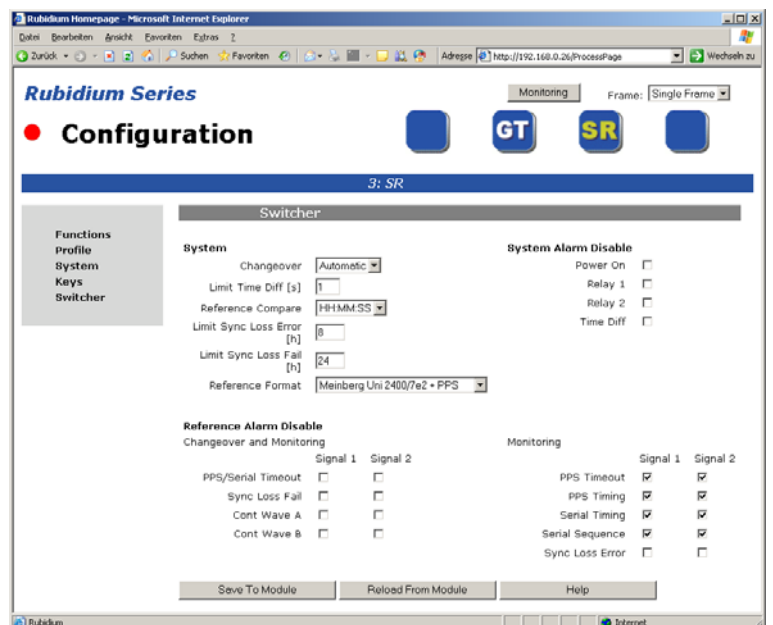 Rubidium Homepage - Microsoft Internet Explorer
Datei Bearbeiten Ansicht Favoriten Extras ?
Zurück Suchen Favoriten Adresse http://192.168.0.26/ProcessPage Wechseln zu
Rubidium Series
Monitoring Frame: Single Frame
Configuration
GT SR
3: SR
Switcher
Functions
Profile
System
Keys
Switcher
System
Changeover Automatic
Limit Time Diff [s] 1
Reference Compare HH:MM:SS
Limit Sync Loss Error [h] 8
Limit Sync Loss Fail [h] 24
Reference Format Meinberg Uni 2400/7e2 + PPS
System Alarm Disable
Power On
Relay 1
Relay 2
Time Diff
Reference Alarm Disable
Changeover and Monitoring
Signal 1 Signal 2
PPS/Serial Timeout
Sync Loss Fail
Cont Wave A
Cont Wave B
Monitoring
Signal 1 Signal 2
PPS Timeout
PPS Timing
Serial Timing
Serial Sequence
Sync Loss Error
Save To Module Reload From Module Help
Rubidium Internet